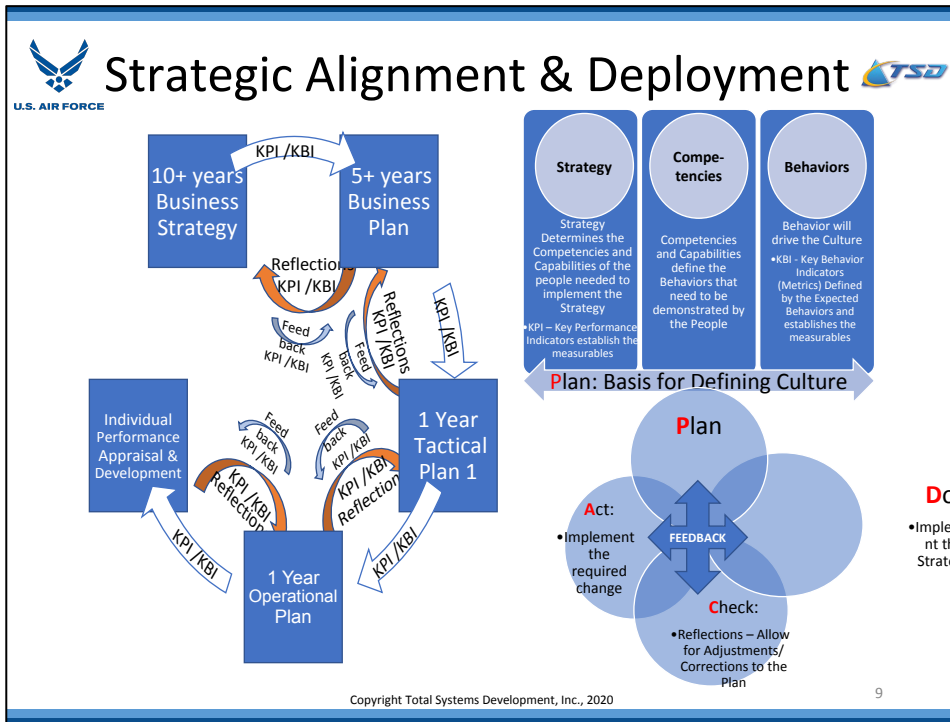 Strategic Alignment & Deployment
U.S. AIR FORCE
TSD
10+ years
Business
Strategy
KPI /KBI
5+ years
Business
Plan
Reflections
KPI /KBI
Feed
back
KPI /KBI
Feed
back
KPI /KBI
Reflections
KPI /KBI
KPI /KBI
Individual
Performance
Appraisal &
Development
Feed
back
KPI /KBI
Feed
back
KPI /KBI
1 Year
Tactical
Plan 1
KPI /KBI
Reflection
KPI /KBI
Reflection
KPI /KBI
KPI /KBI
1 Year
Operational
Plan
Strategy
Strategy
Determines the
Competencies and
Capabilities of the
people needed to
implement the
Strategy
•KPI – Key Performance
Indicators establish the
measurables
Compe-
tencies
Competencies
and Capabilities
define the
Behaviors that
need to be
demonstrated by
the People
Behaviors
Behavior will
drive the Culture
•KBI - Key Behavior
Indicators
(Metrics) Defined
by the Expected
Behaviors and
establishes the
measurables
Plan: Basis for Defining Culture
Plan
Act:
•Implement
the
required
change
FEEDBACK
Check:
•Reflections – Allow
for Adjustments/
Corrections to the
Plan
•Imple
nt th
Strate
Copyright Total Systems Development, Inc., 2020
9